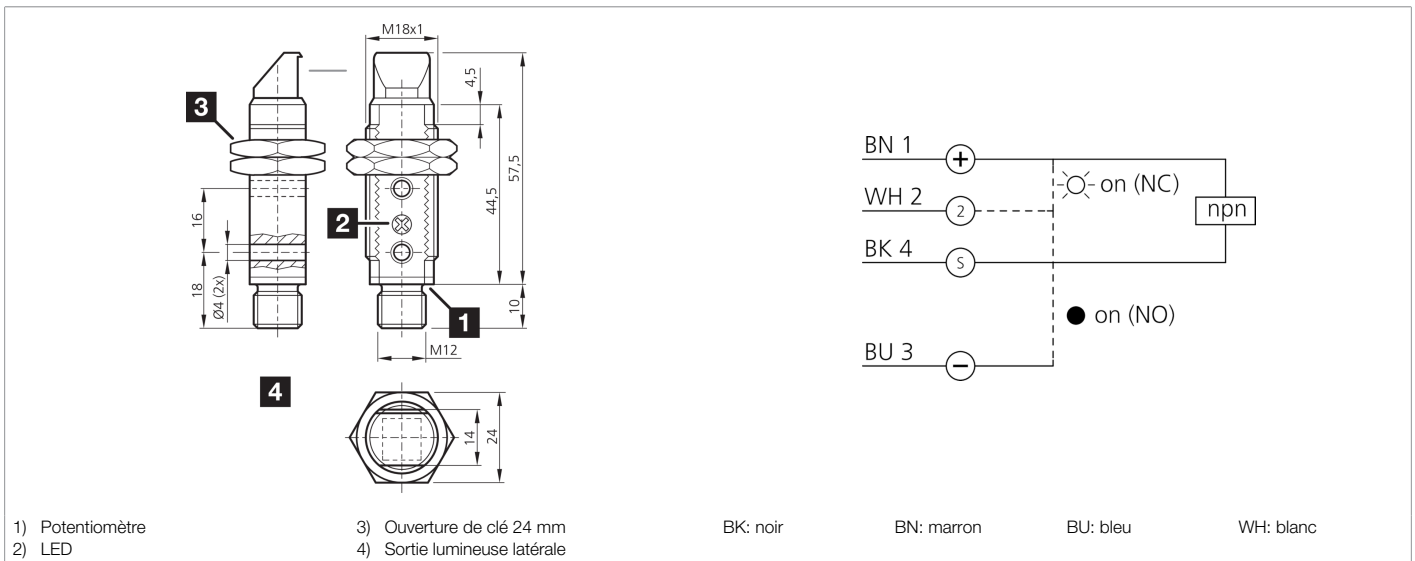 M18x1
4,5
3
57,5
44,5
16
2
18
Ø4 (2x)
10
1
M12
4
14
24
BN 1
+
on (NC)
WH 2
2
npn
BK 4
S
on (NO)
BU 3
−
1) Potentiomètre
2) LED
3) Ouverture de clé 24 mm
4) Sortie lumineuse latérale
BK: noir
BN: marron
BU: bleu
WH: blanc